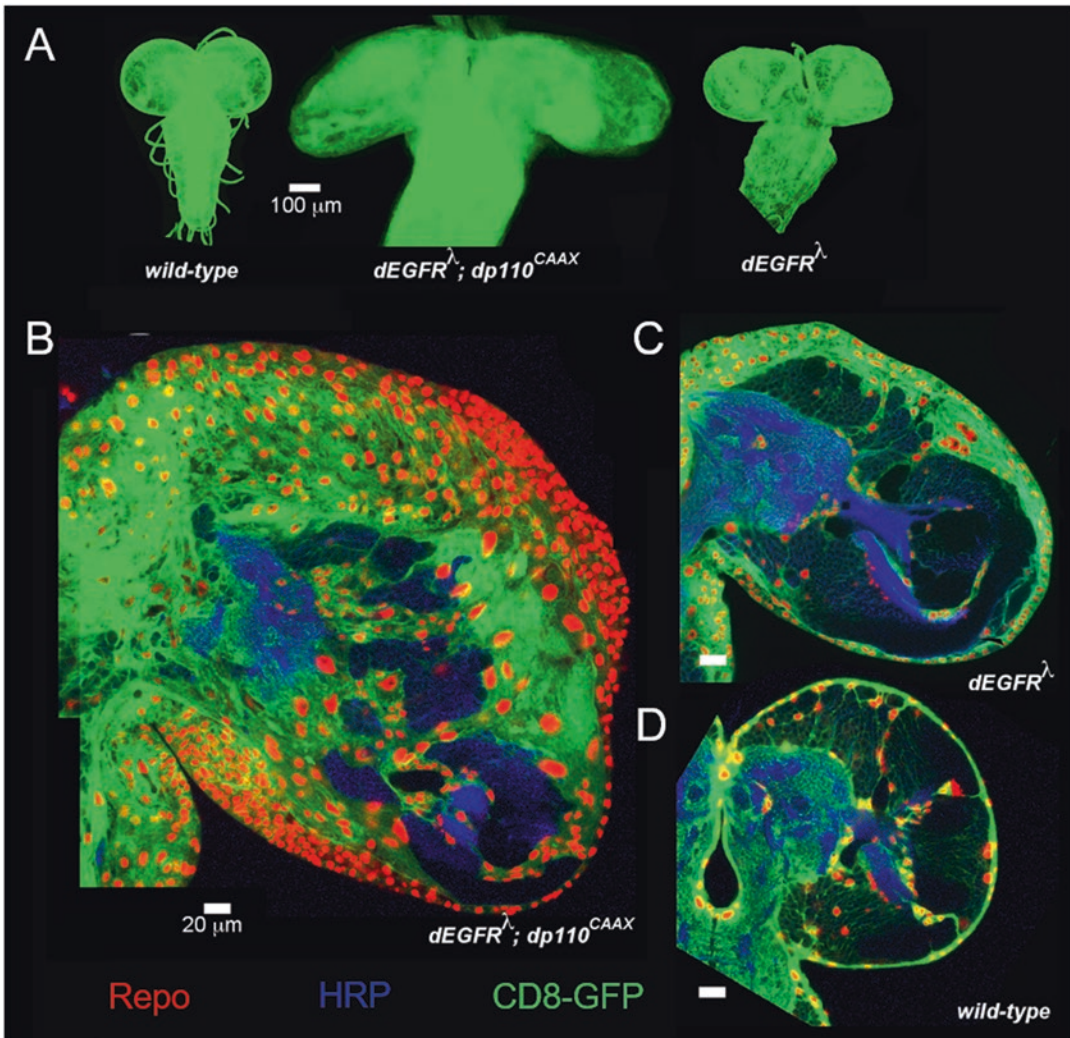 A
100 μm
wild-type
dEGFR^λ; dp110^CAAX
dEGFR^λ
B
20 μm
dEGFR^λ; dp110^CAAX
C
dEGFR^λ
D
wild-type
Repo HRP CD8-GFP